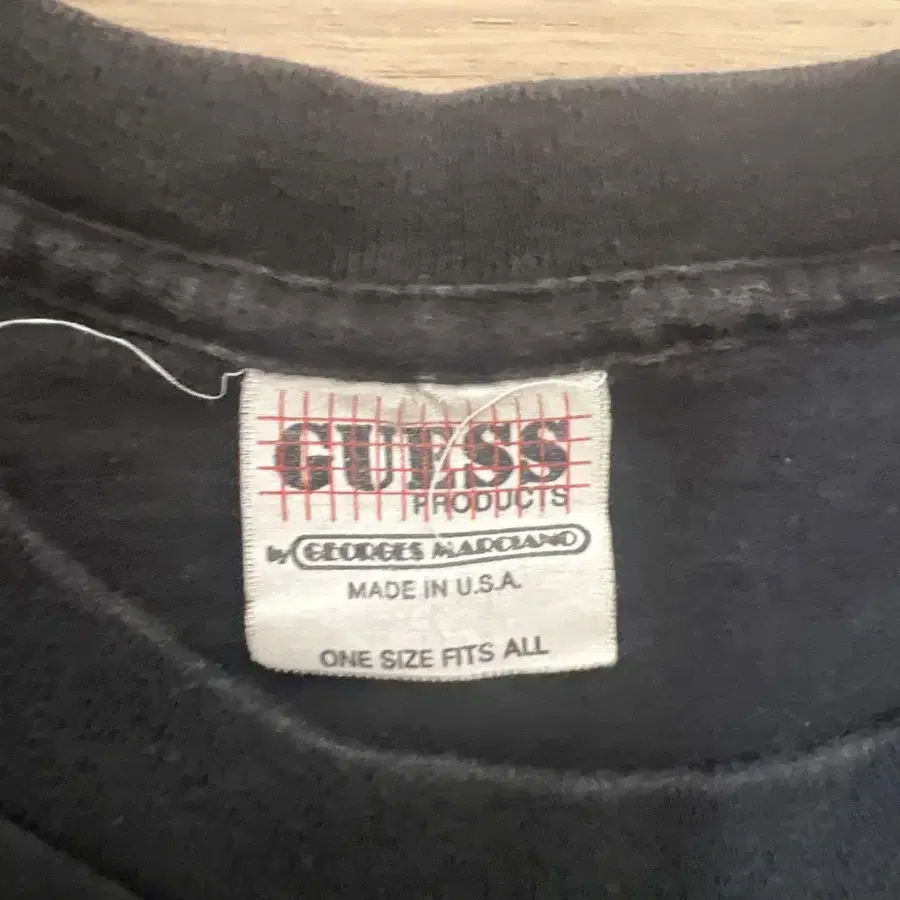 GUESS
PRODUCTS
by GEORGES MARCIANO
MADE IN U.S.A.
ONE SIZE FITS ALL